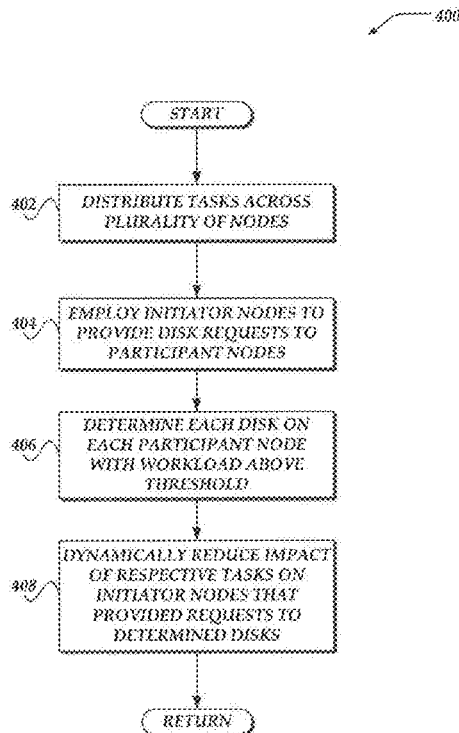 400
START
402
DISTRIBUTE TASKS ACROSS
PLURALITY OF NODES
404
EMPLOY INITIATOR NODES TO
PROVIDE DISK REQUESTS TO
PARTICIPANT NODES
406
DETERMINE EACH DISK ON
EACH PARTICIPANT NODE
WITH WORKLOAD ABOVE
THRESHOLD
408
DYNAMICALLY REDUCE IMPACT
OF RESPECTIVE TASKS ON
INITIATOR NODES THAT
PROVIDED REQUESTS TO
DETERMINED DISKS
RETURN